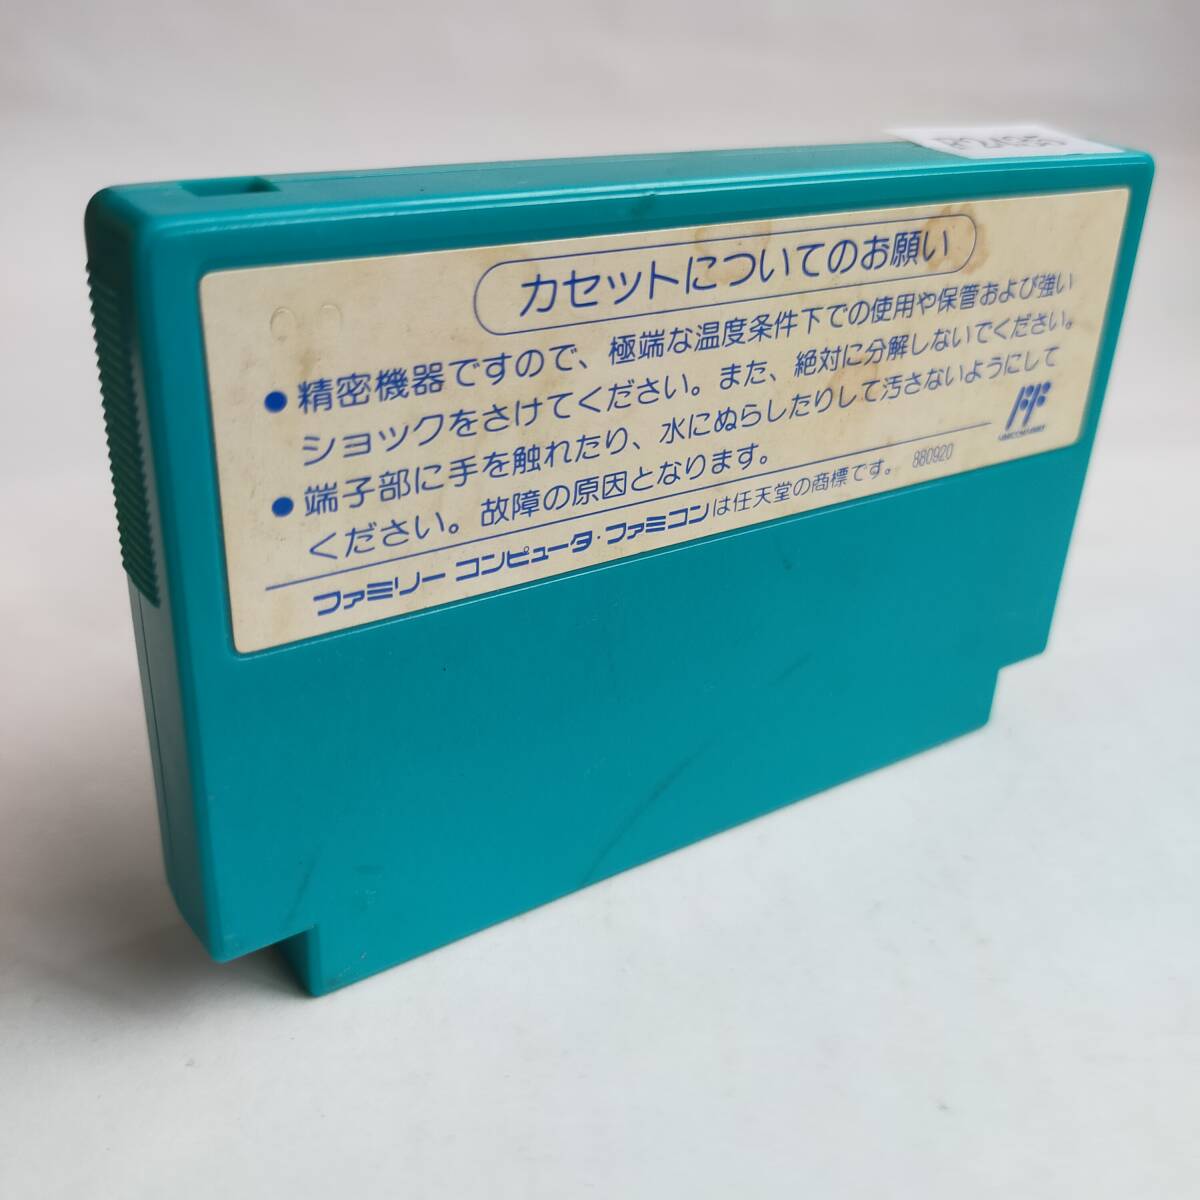 カセットについてのお願い
●精密機器ですので、極端な温度条件下での使用や保管および強い
ショックをさけてください。また、絶対に分解しないでください。
●端子部に手を触れたり、水にぬらしたりして汚さないようにして
ください。故障の原因となります。
ファミリー コンピュータ・ファミコンは任天堂の商標です。 880920